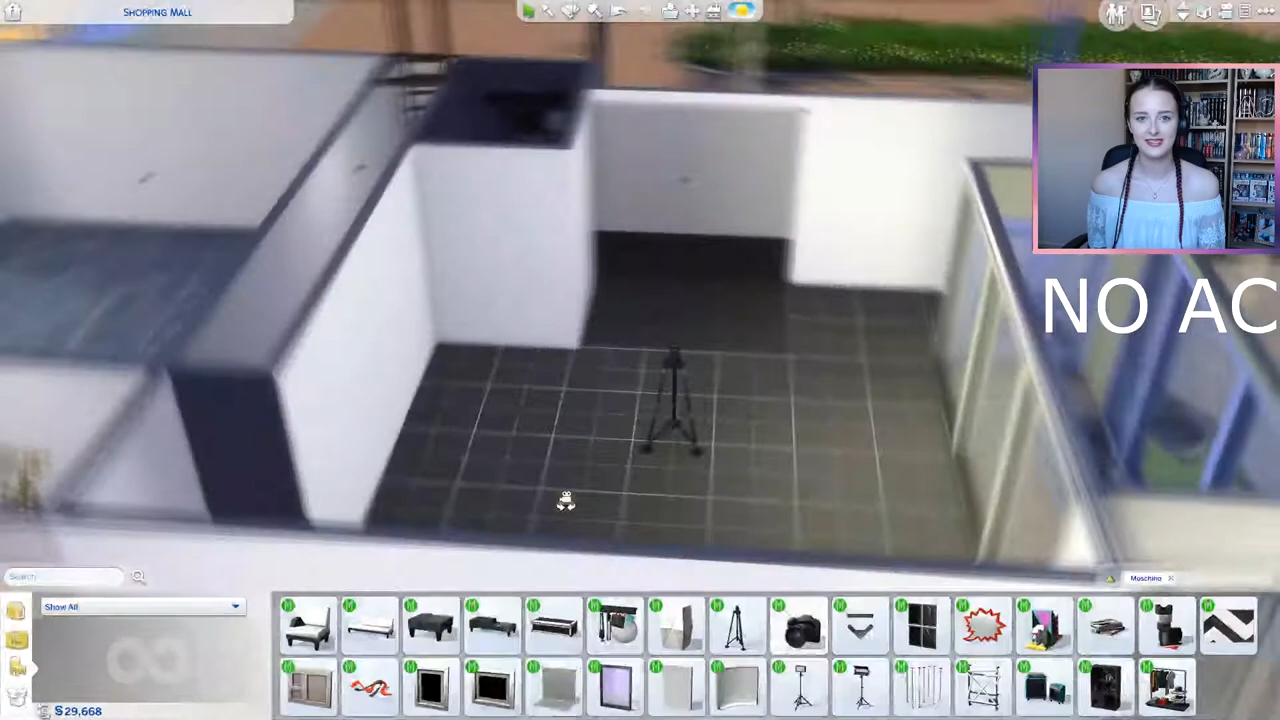 SHOPPING MALL
NO AC
Search
Moschino
Show All
§29,668